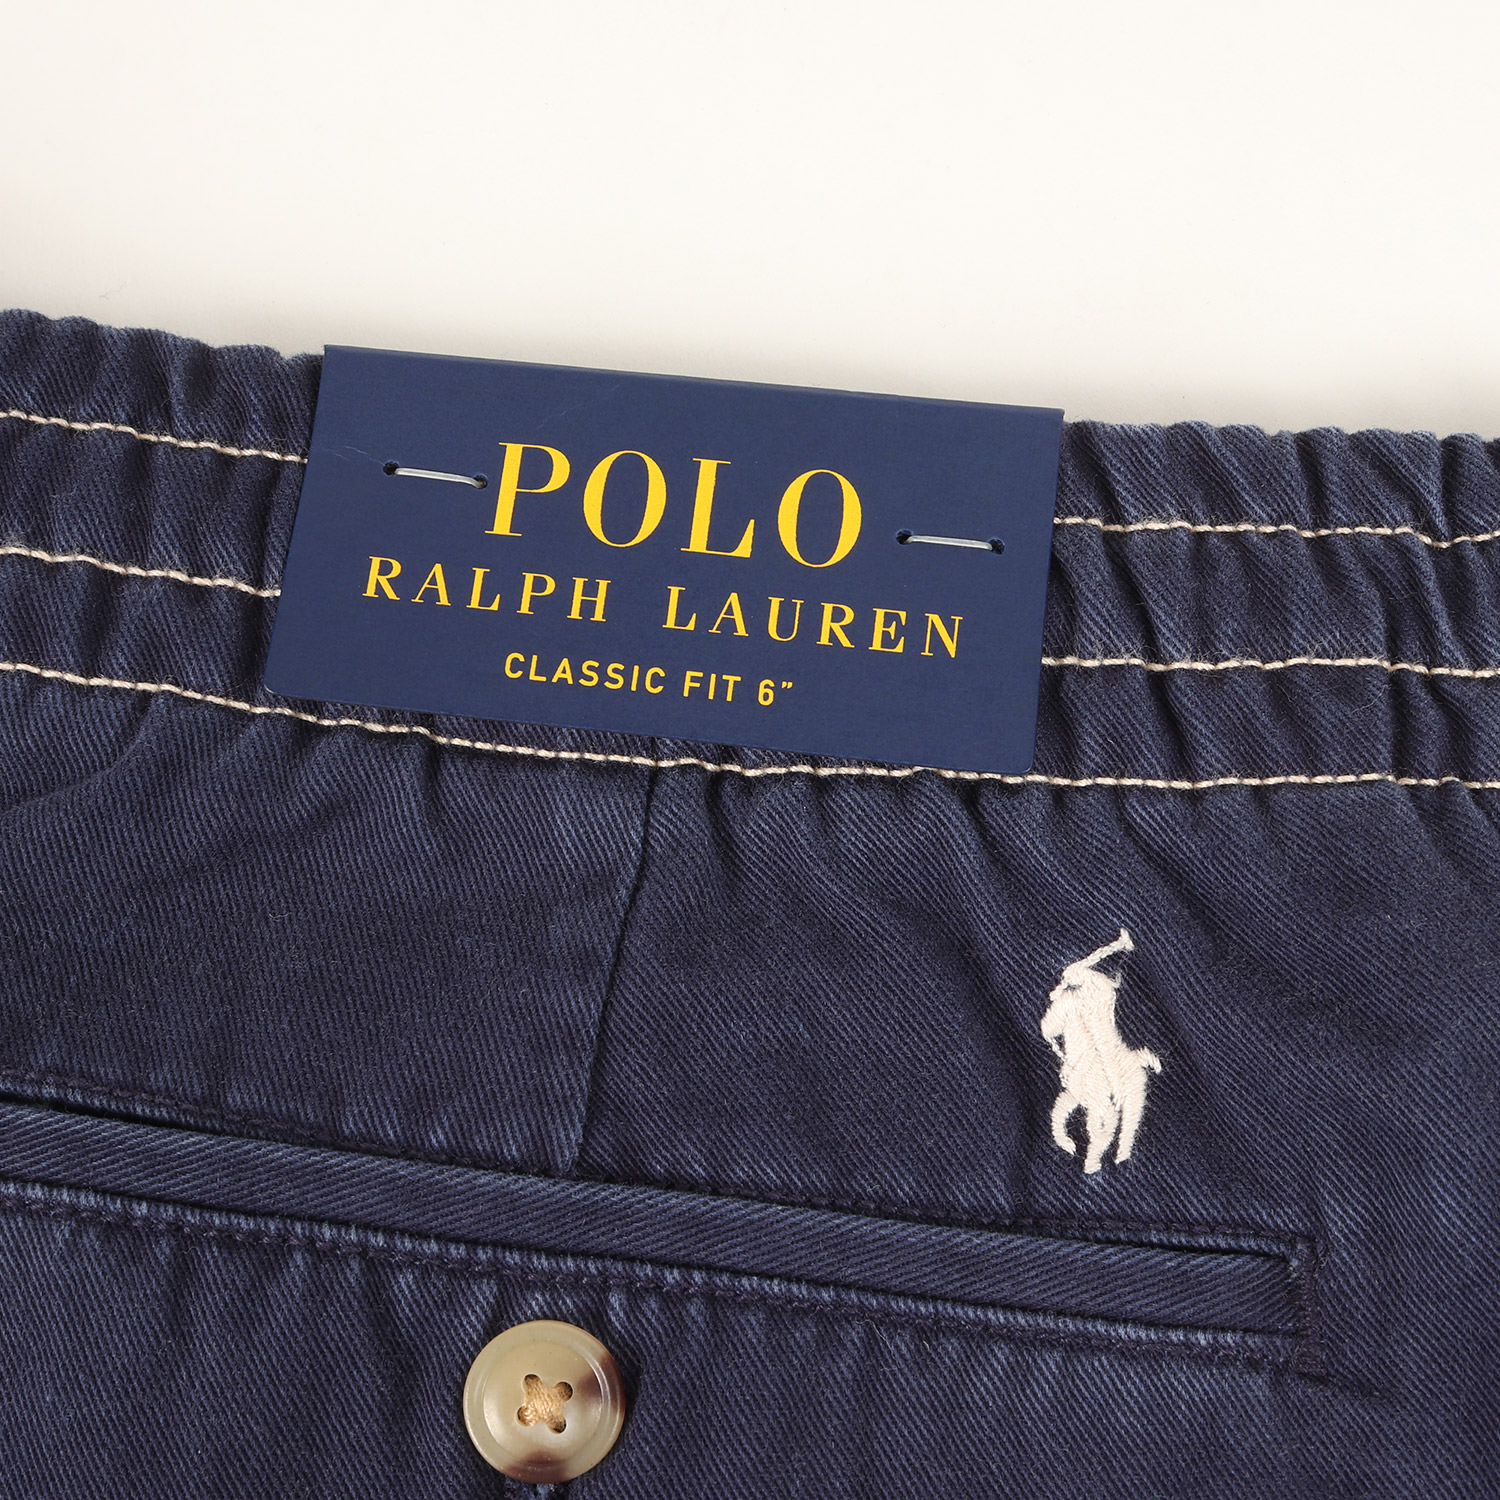 POLO
RALPH LAUREN
CLASSIC FIT 6”